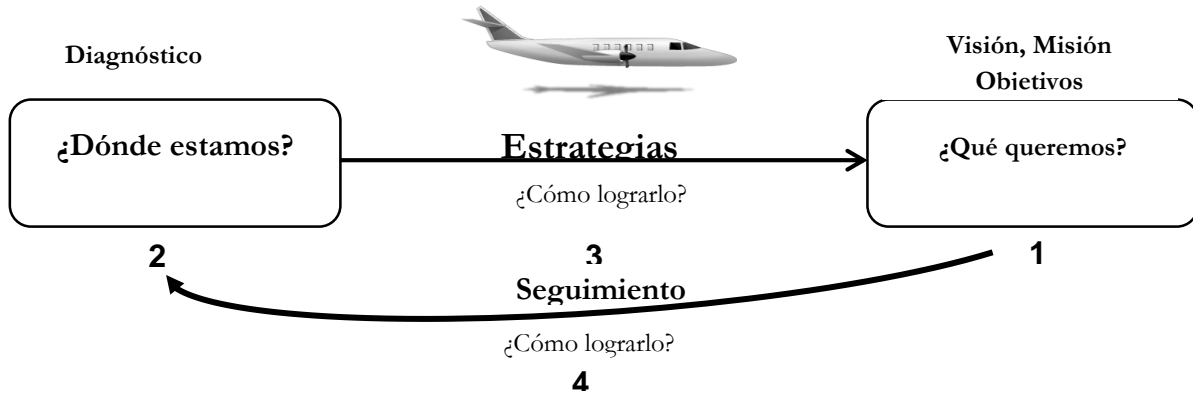 Diagnóstico
Visión, Misión
Objetivos
¿Dónde estamos?
Estrategias
¿Qué queremos?
¿Cómo lograrlo?
2
3
1
Seguimiento
¿Cómo lograrlo?
4